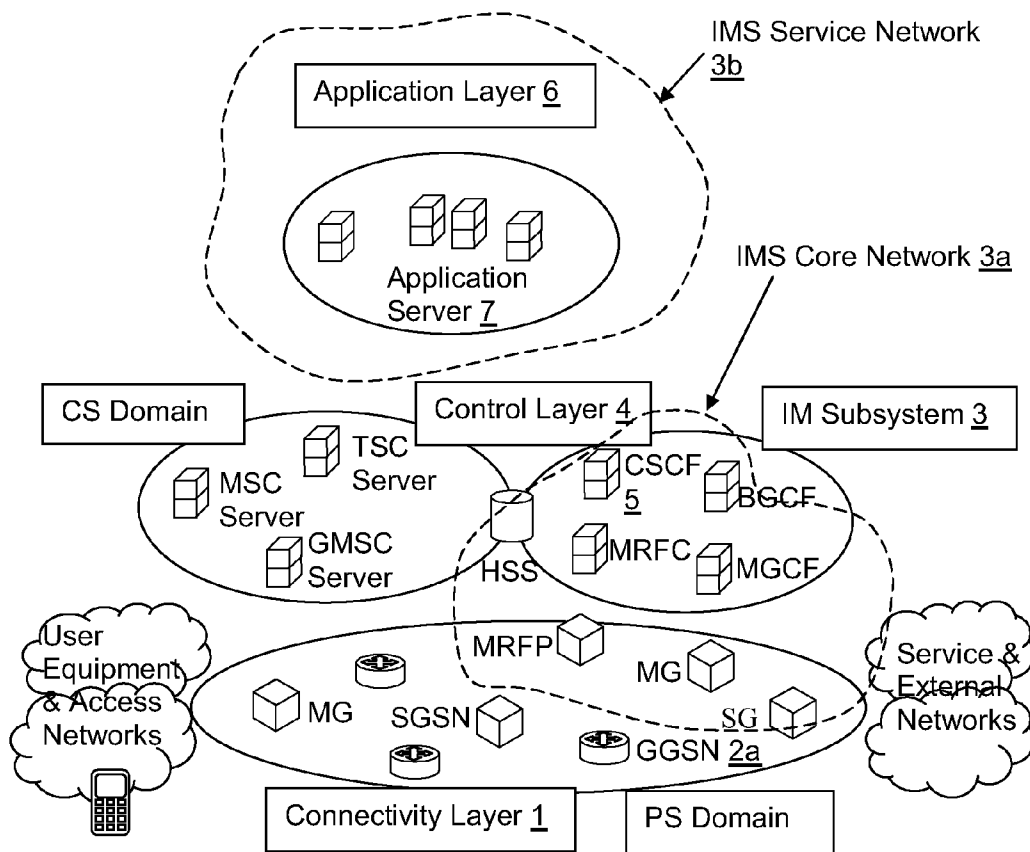 IMS Service Network
3b
Application Layer 6
Application
Server 7
IMS Core Network 3a
CS Domain
Control Layer 4
IM Subsystem 3
TSC
Server
MSC
Server
GMSC
Server
HSS
CSCF
5
BGCF
MRFC
MGCF
User
Equipment
& Access
Networks
MRFP
MG
MG
SGSN
SG
GGSN 2a
Service &
External
Networks
Connectivity Layer 1
PS Domain